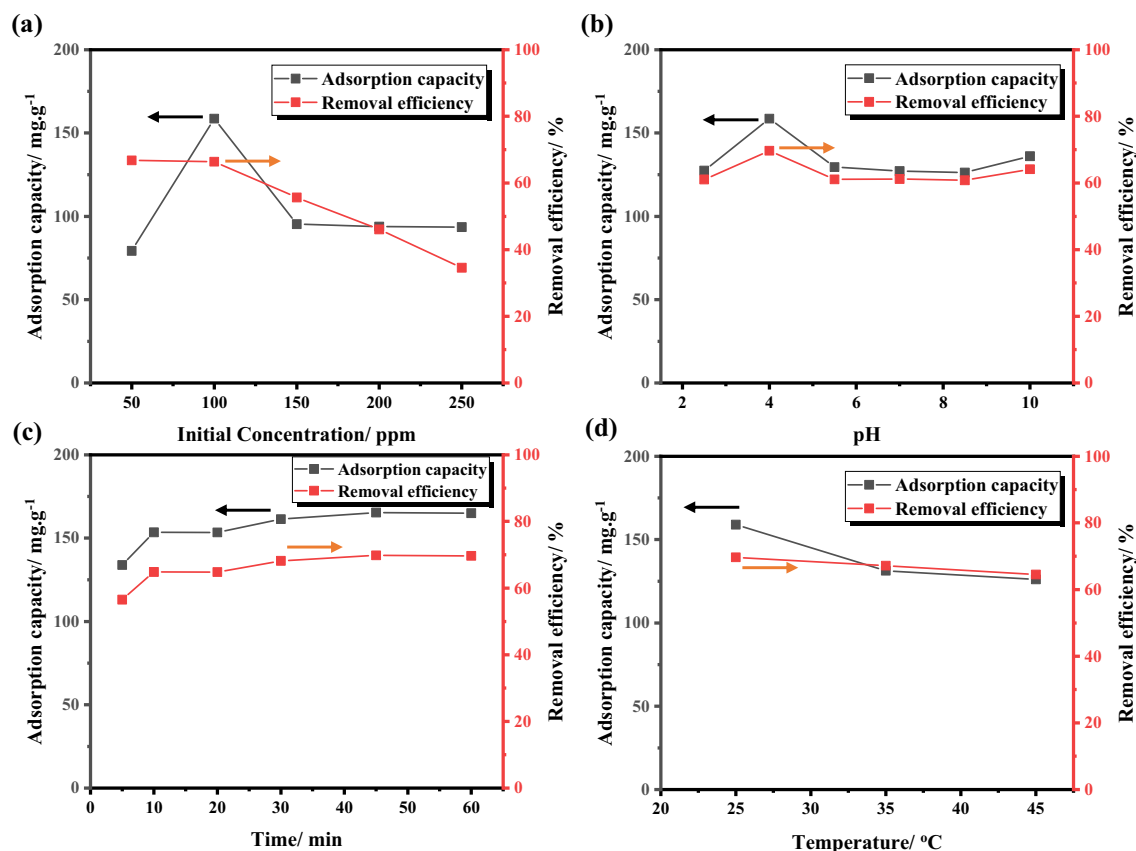 (a)
Adsorption capacity/ mg.g⁻¹
200
150
100
50
0
Adsorption capacity
Removal efficiency
100
80
60
40
20
0
Removal efficiency/ %
50 100 150 200 250
Initial Concentration/ ppm
(b)
Adsorption capacity/ mg.g⁻¹
200
150
100
50
0
Adsorption capacity
Removal efficiency
100
80
60
40
20
0
Removal efficiency/ %
2 4 6 8 10
pH
(c)
Adsorption capacity/ mg.g⁻¹
200
150
100
50
0
Adsorption capacity
Removal efficiency
100
80
60
40
20
0
Removal efficiency/ %
0 10 20 30 40 50 60
Time/ min
(d)
Adsorption capacity/ mg.g⁻¹
200
150
100
50
0
Adsorption capacity
Removal efficiency
100
80
60
40
20
0
Removal efficiency/ %
20 25 30 35 40 45
Temperature/ ºC